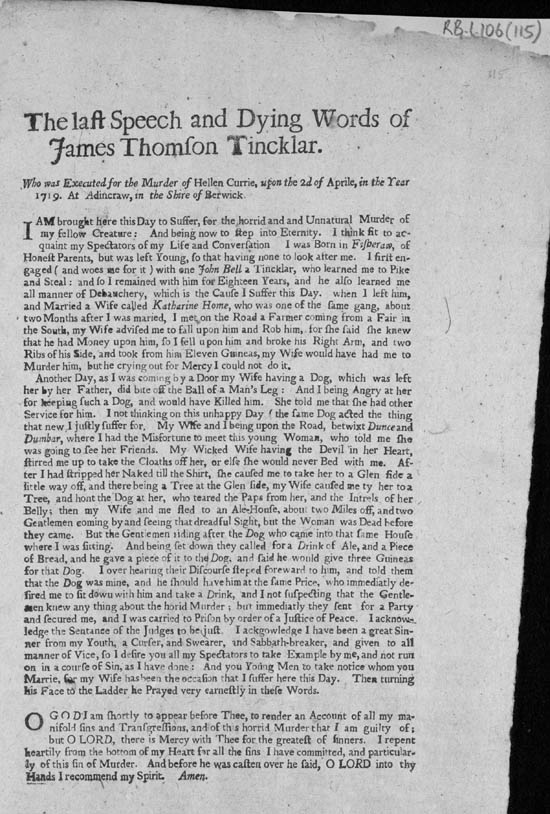 RB.L.106(115)
115
The last Speech and Dying Words of
James Thomson Tincklar.
Who was Executed for the Murder of Hellen Currie, upon the 2d of Aprile, in the Year
1719. At Adincraw, in the Shire of Berwick.
I AM brought here this Day to Suffer, for the horrid and and Unnatural Murder of
my fellow Creature: And being now to step into Eternity. I think fit to ac-
quaint my Spectators of my Life and Conversation I was Born in Fisheraw, of
Honest Parents, but was left Young, so that having none to look after me. I first en-
gaged ( and woes me for it ) with one John Bell a Tincklar, who learned me to Pike
and Steal: and so I remained with him for Eighteen Years, and he also learned me
all manner of Debauchery, which is the Cause I Suffer this Day. when I left him,
and Married a Wife called Katharine Home, who was one of the same gang, about
two Months after I was maried, I met on the Road a Farmer coming from a Fair in
the South, my Wife advised me to fall upon him and Rob him, for she said she knew
that he had Money upon him, so I fell upon him and broke his Right Arm, and two
Ribs of his Side, and took from him Eleven Guineas, my Wife would have had me to
Murder him, but he crying out for Mercy I could not do it.
Another Day, as I was coming by a Door my Wife having a Dog, which was left
her by her Father, did bite off the Ball of a Man's Leg: And I being Angry at her
for keeping such a Dog, and would have Killed him. She told me that she had other
Service for him. I not thinking on this unhappy Day ! the same Dog acted the thing
that now I justly suffer for. My Wife and I being upon the Road, betwixt Dunce and
Dumbar, where I had the Misfortune to meet this young Woman, who told me she
was going to see her Friends. My Wicked Wife having the Devil in her Heart,
stirred me up to take the Cloaths off her, or else she would never Bed with me. Af-
ter I had stripped her Naked till the Shirt, she caused me to take her to a Glen side a
little way off, and there being a Tree at the Glen side, my Wife caused me ty her to a
Tree, and hont the Dog at her, who teared the Paps from her, and the Intrels of her
Belly; then my Wife and me fled to an Ale-House, about two Miles off, and two
Gentlemen coming by and seeing that dreadful Sight, but the Woman was Dead before
they came. But the Gentlemen riding after the Dog who came into that same House
where I was sitting. And being set down they called for a Drink of Ale, and a Piece
of Bread, and he gave a piece of it to the Dog, and said he would give three Guineas
for that Dog. I over hearing their Discourse steped foreward to him, and told them
that the Dog was mine, and he should have him at the same Price, who immediatly de-
sired me to sit down with him and take a Drink, and I not suspecting that the Gentle-
men knew any thing about the horid Murder; but immediatly they sent for a Party
and secured me, and I was carried to Prison by order of a Justice of Peace. I acknow-
ledge the Sentance of the Judges to be just. I ackgowledge I have been a great Sin-
ner from my Youth, a Curser, and Swearer, and Sabbath-breaker, and given to all
manner of Vice, so I desire you all my Spectators to take Example by me, and not run
on in a course of Sin, as I have done: And you Young Men to take notice whom you
Marrie, for my Wife has been the occasion that I suffer here this Day. Then turning
his Face to the Ladder he Prayed very earnestly in these Words.
O GOD I am shortly to appear before Thee, to render an Account of all my ma-
nifold sins and Transgressions, and of this horrid Murder that I am guilty of;
but O LORD, there is Mercy with Thee for the greatest of sinners. I repent
heartily from the bottom of my Heart for all the sins I have committed, and particular-
ly of this sin of Murder. And before he was casten over he said, O LORD into thy
Hands I recommend my Spirit. Amen.